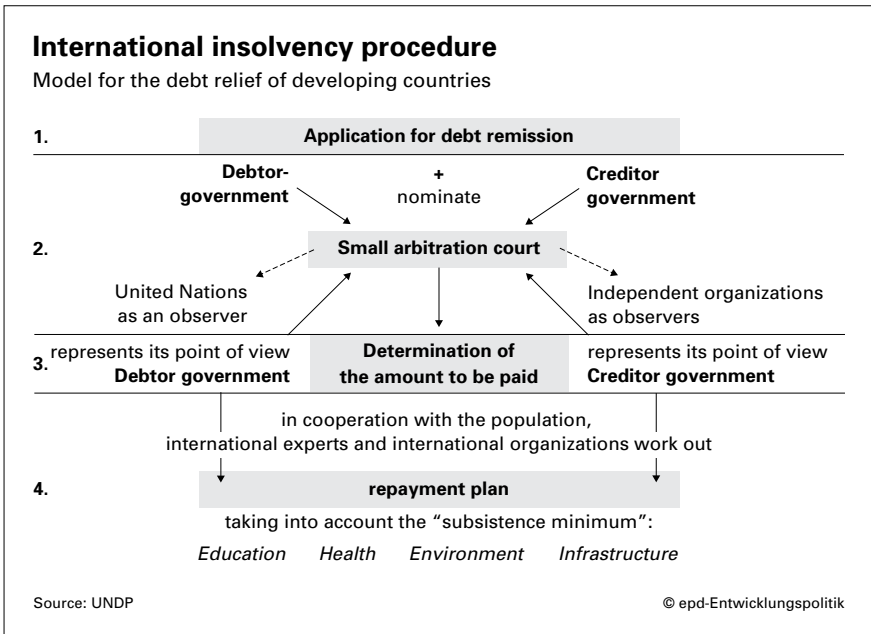 International insolvency procedure
Model for the debt relief of developing countries
1. Application for debt remission
Debtor-
government
+
nominate
Creditor
government
2. Small arbitration court
United Nations
as an observer
Independent organizations
as observers
3. represents its point of view
Debtor government
Determination of
the amount to be paid
represents its point of view
Creditor government
in cooperation with the population,
international experts and international organizations work out
4. repayment plan
taking into account the “subsistence minimum”:
Education Health Environment Infrastructure
Source: UNDP
© epd-Entwicklungspolitik